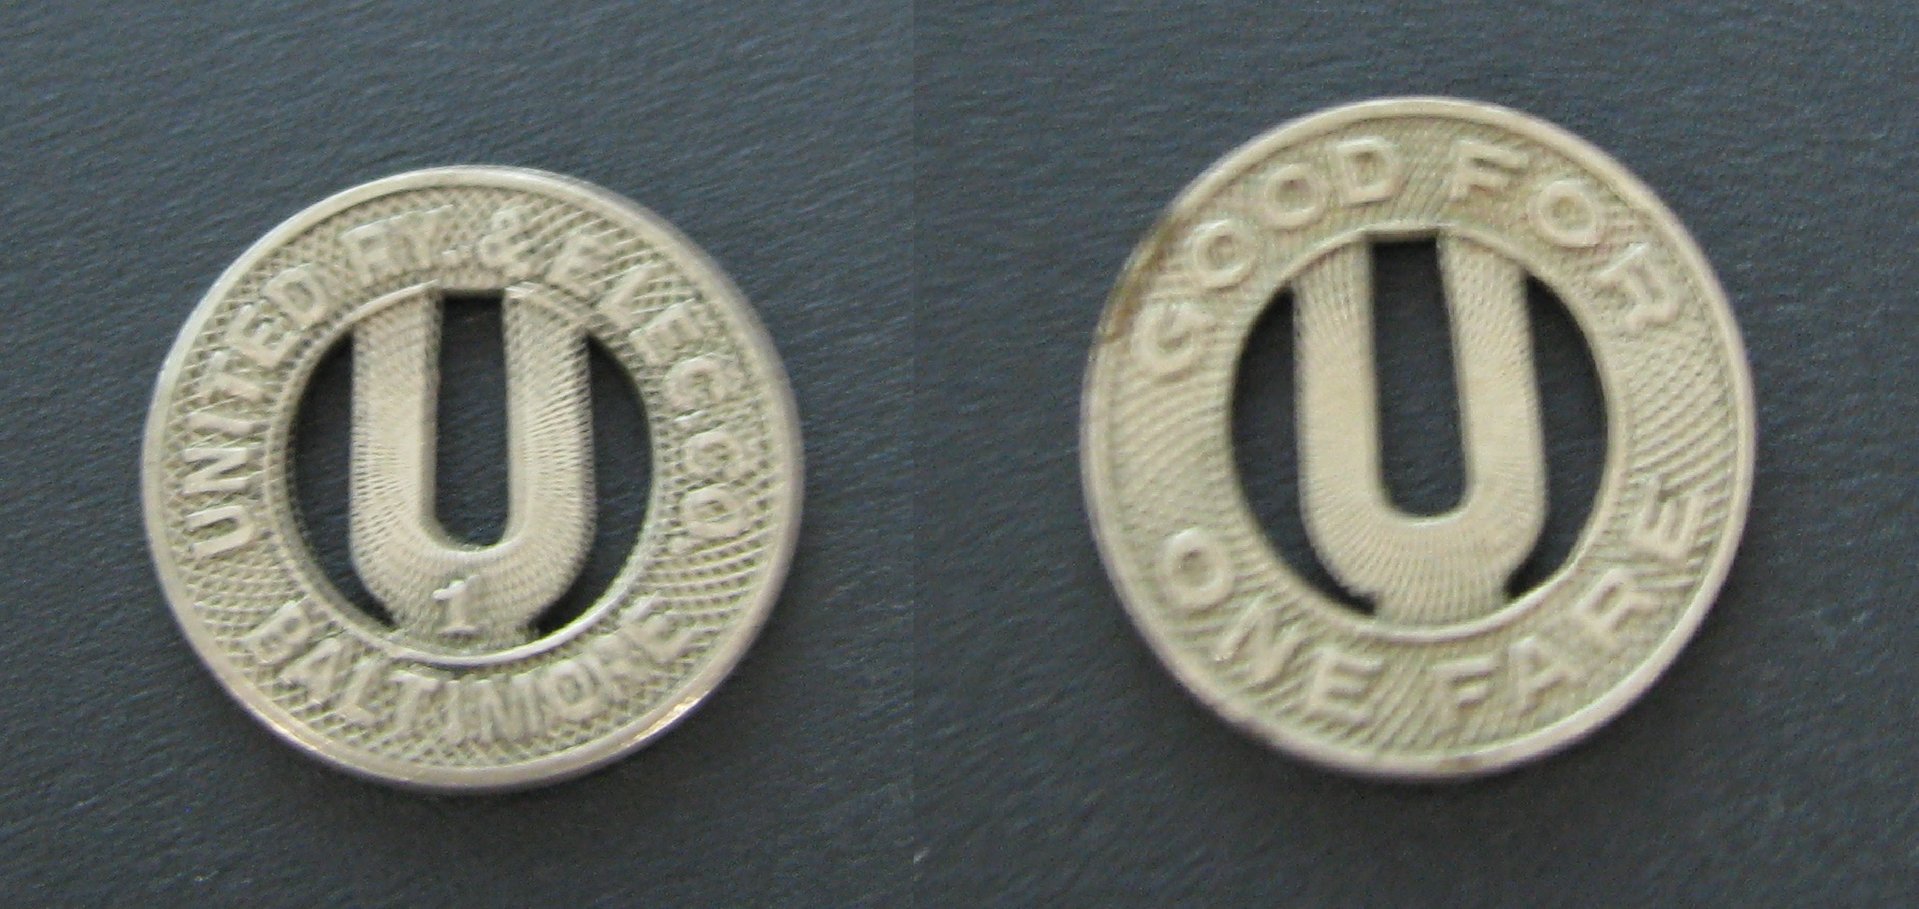 UNITED RY. & ELEC. CO.
U
1
BALTIMORE
GOOD FOR
U
ONE FARE